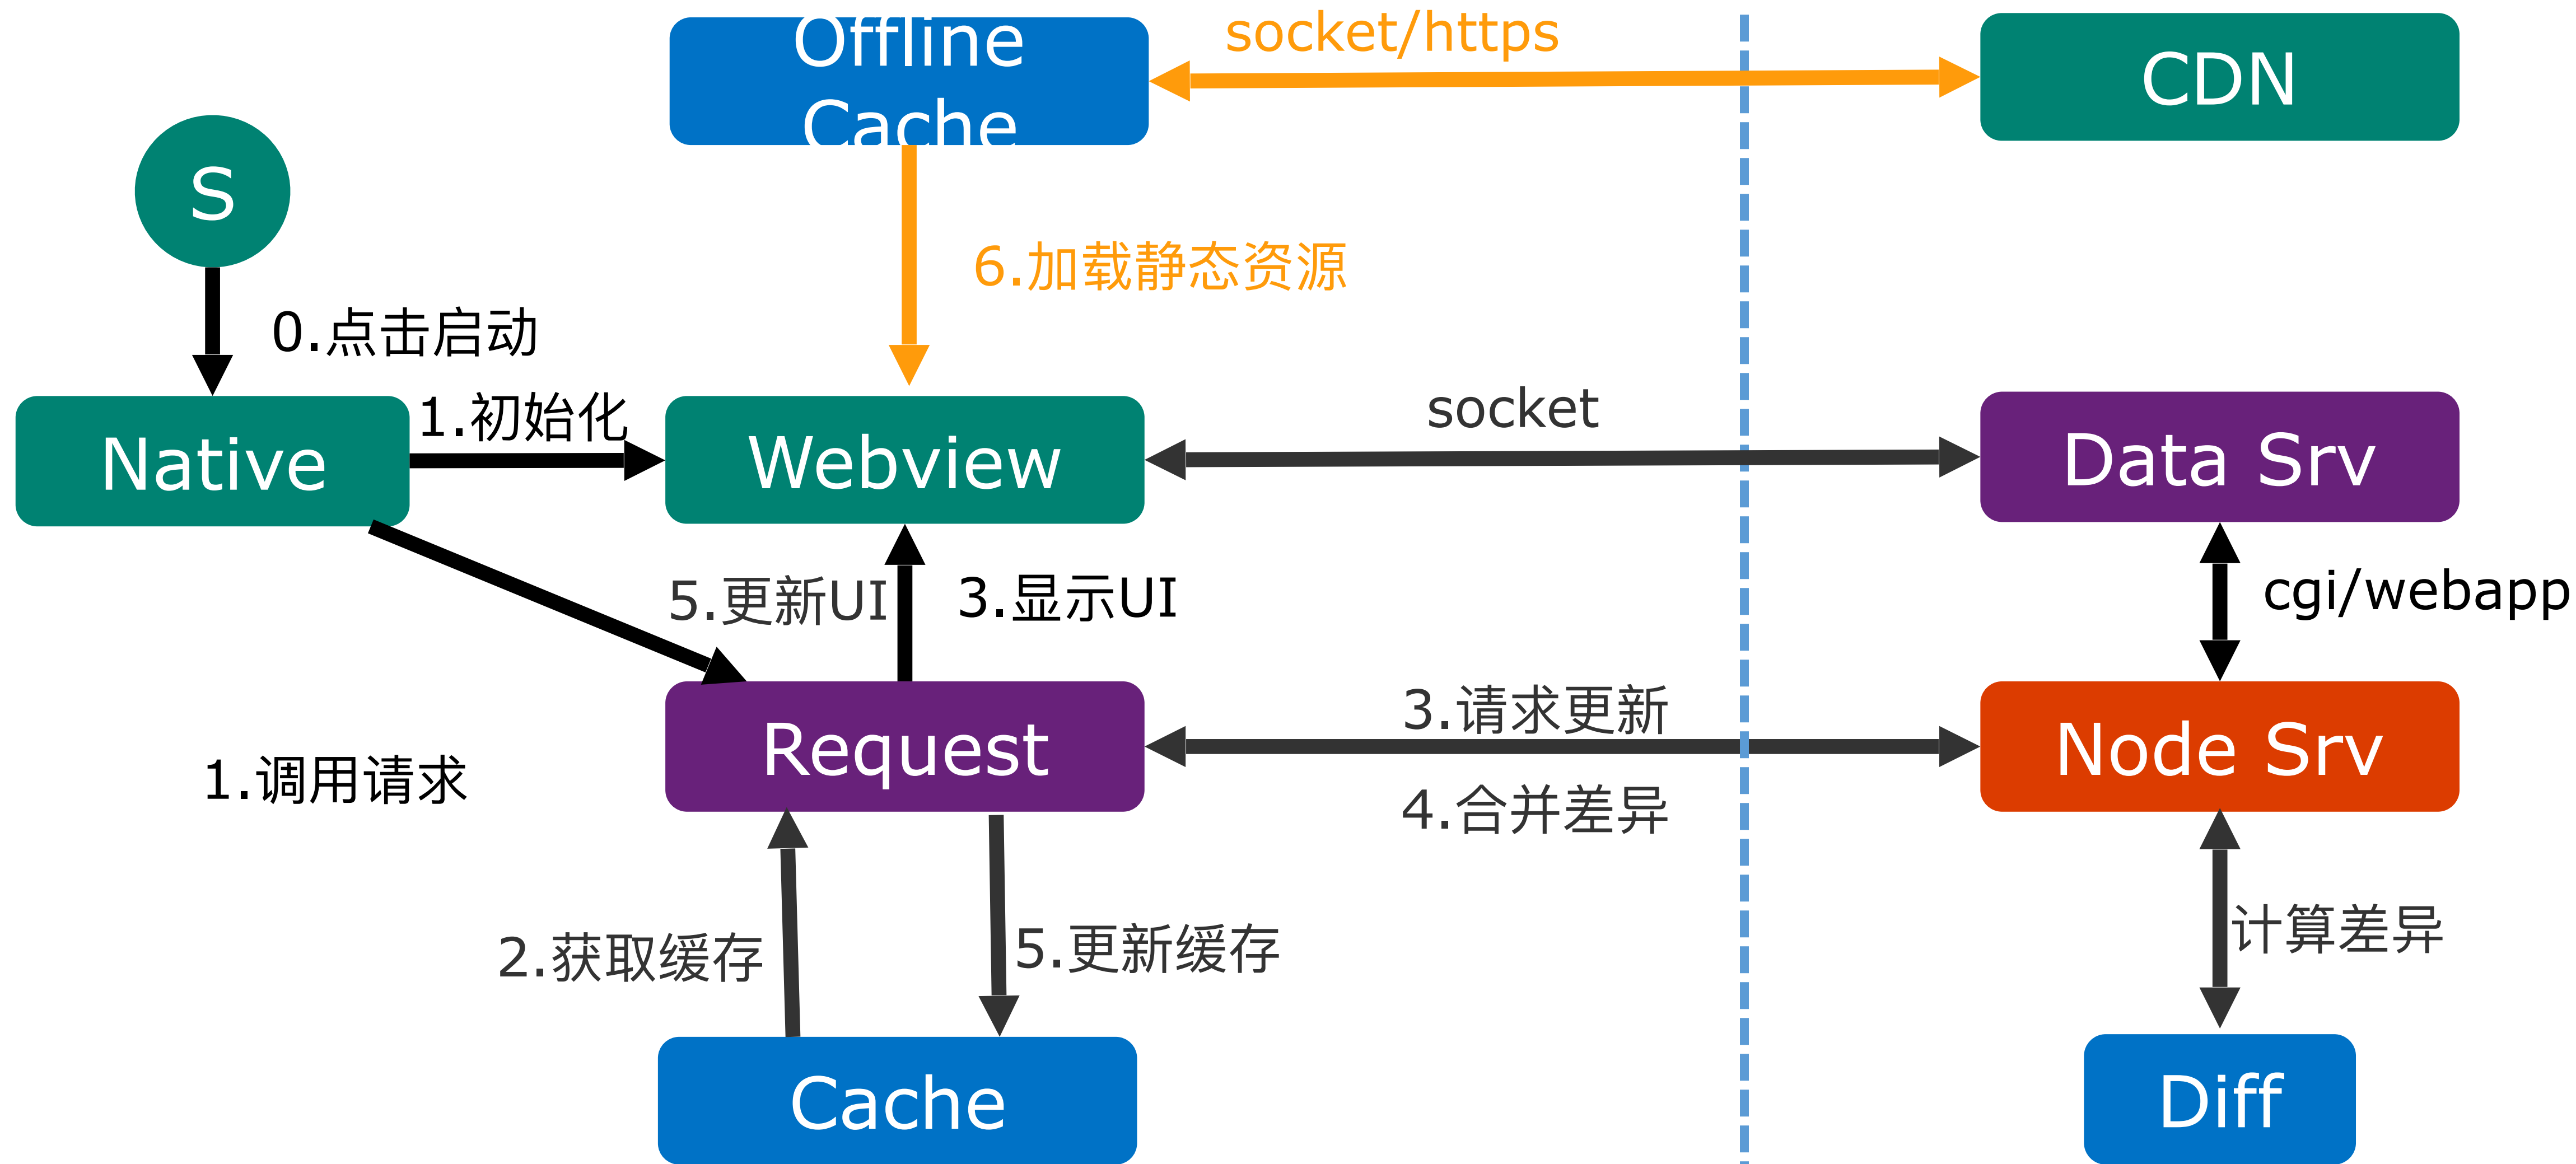 Offline
Cache
socket/https
CDN
S
6.加载静态资源
0.点击启动
1.初始化
Native
Webview
socket
Data Srv
5.更新UI
3.显示UI
cgi/webapp
3.请求更新
Request
Node Srv
1.调用请求
4.合并差异
2.获取缓存
5.更新缓存
计算差异
Cache
Diff